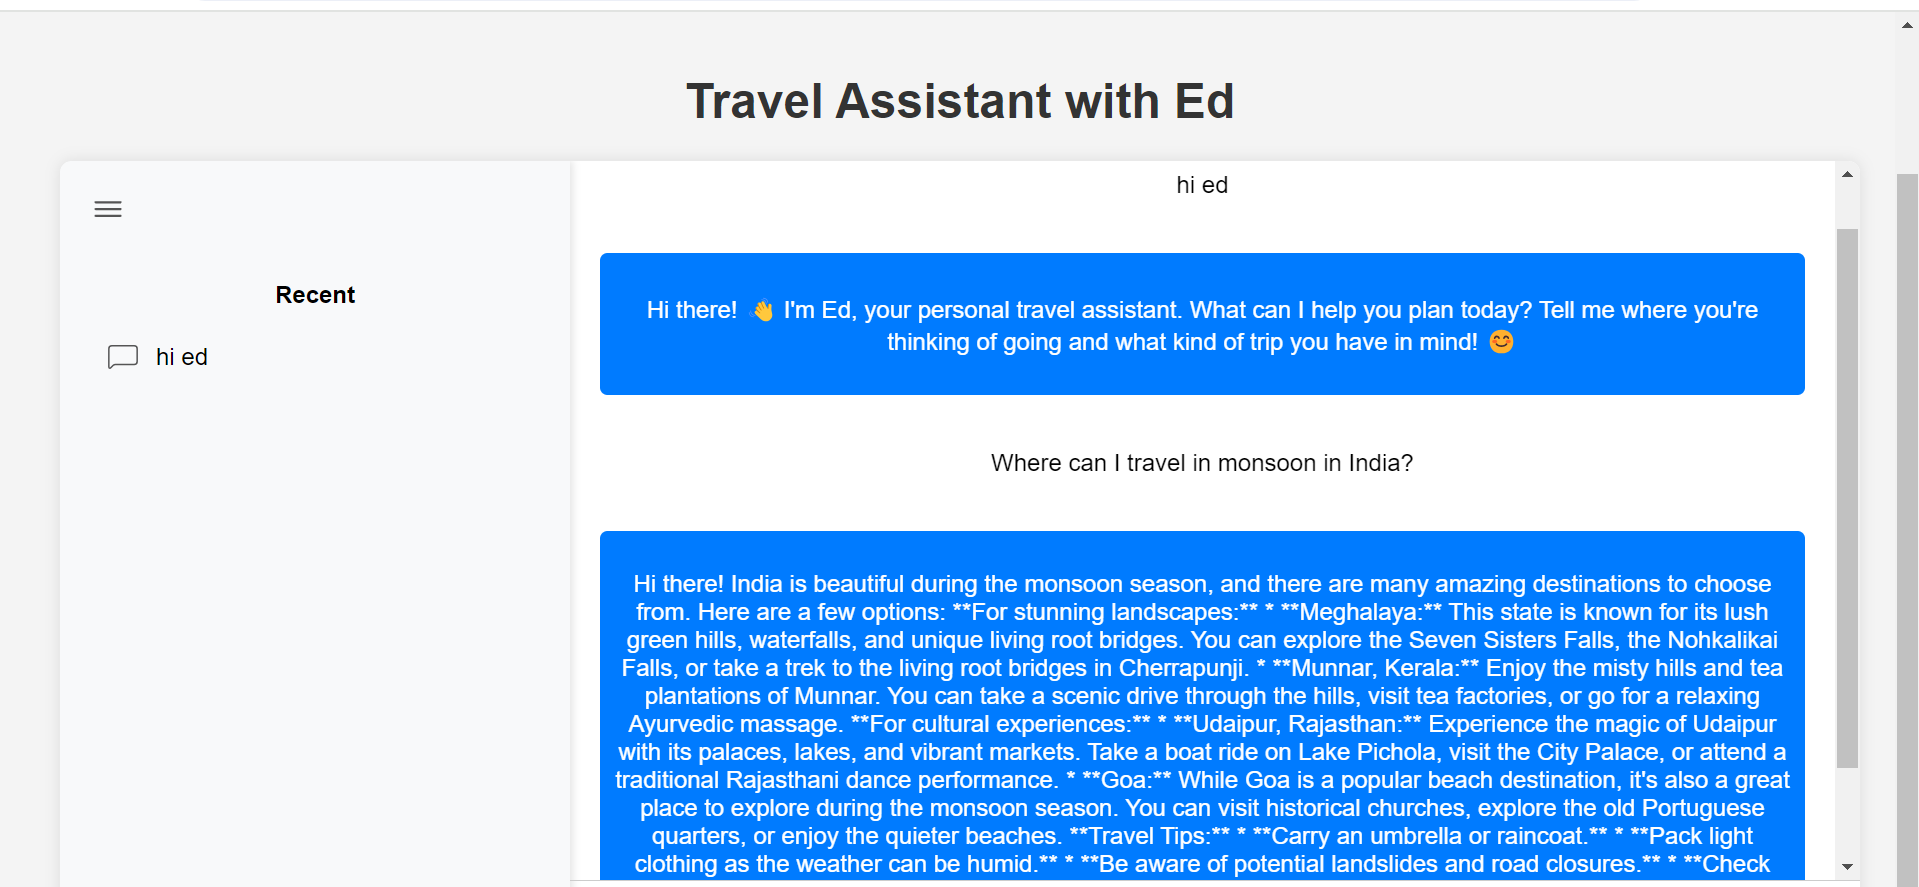 Travel Assistant with Ed
Recent
hi ed
hi ed
Hi there! 👋 I'm Ed, your personal travel assistant. What can I help you plan today? Tell me where you're
thinking of going and what kind of trip you have in mind! 😊
Where can I travel in monsoon in India?
Hi there! India is beautiful during the monsoon season, and there are many amazing destinations to choose
from. Here are a few options: **For stunning landscapes:** * **Meghalaya:** This state is known for its lush
green hills, waterfalls, and unique living root bridges. You can explore the Seven Sisters Falls, the Nohkalikai
Falls, or take a trek to the living root bridges in Cherrapunji. * **Munnar, Kerala:** Enjoy the misty hills and tea
plantations of Munnar. You can take a scenic drive through the hills, visit tea factories, or go for a relaxing
Ayurvedic massage. **For cultural experiences:** * **Udaipur, Rajasthan:** Experience the magic of Udaipur
with its palaces, lakes, and vibrant markets. Take a boat ride on Lake Pichola, visit the City Palace, or attend a
traditional Rajasthani dance performance. * **Goa:** While Goa is a popular beach destination, it's also a great
place to explore during the monsoon season. You can visit historical churches, explore the old Portuguese
quarters, or enjoy the quieter beaches. **Travel Tips:** * **Carry an umbrella or raincoat.** * **Pack light
clothing as the weather can be humid.** * **Be aware of potential landslides and road closures.** * **Check